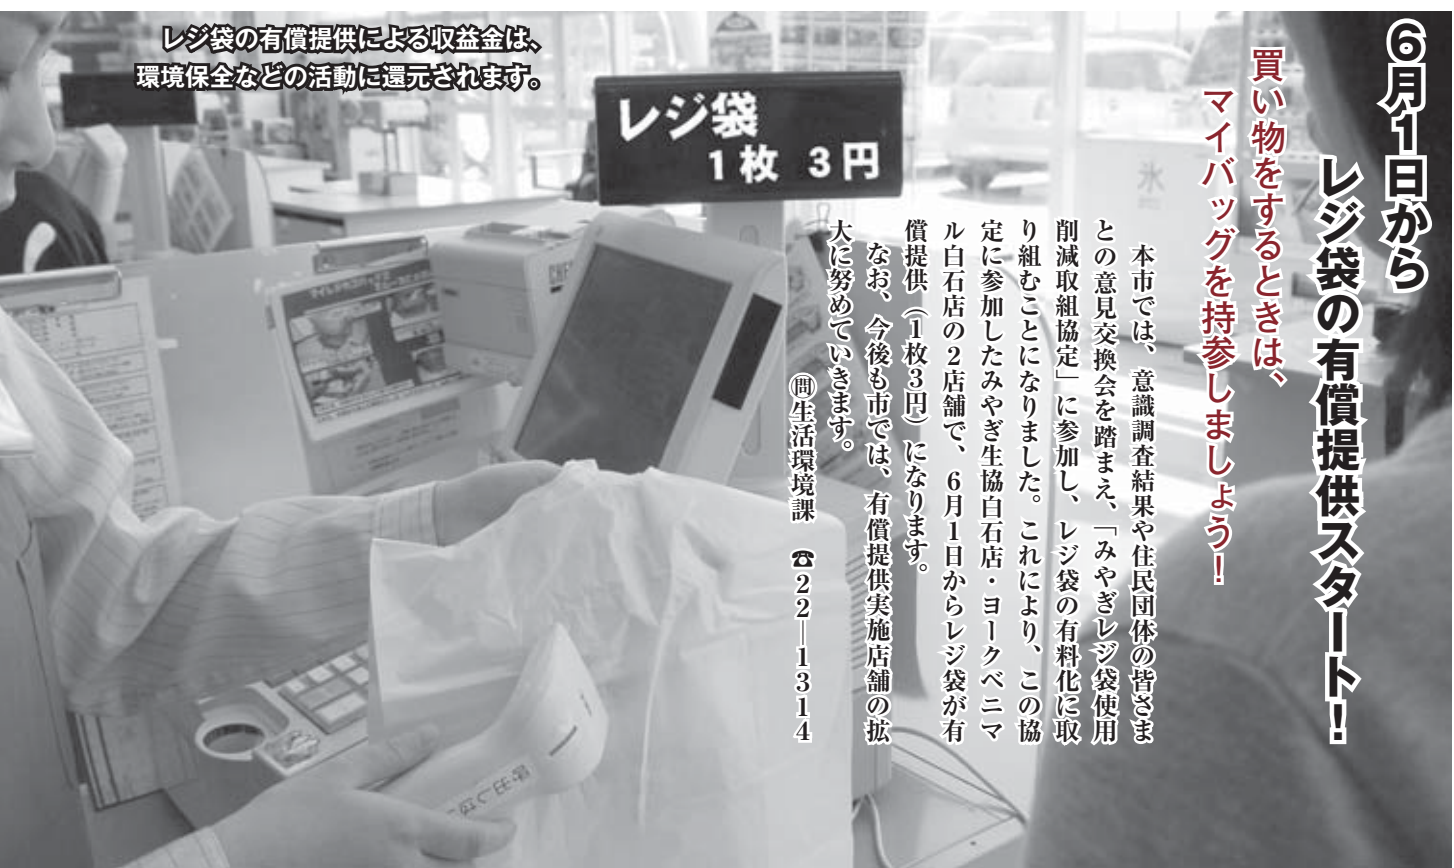 6月1日から
レジ袋の有償提供スタート!
買い物をするときは、
マイバッグを持参しましょう!
本市では、意識調査結果や住民団体の皆さま
との意見交換会を踏まえ、「みやぎレジ袋使用
削減取組協定」に参加し、レジ袋の有料化に取
り組むことになりました。これにより、この協
定に参加したみやぎ生協白石店・ヨークベニマ
ル白石店の2店舗で、6月1日からレジ袋が有
償提供(1枚3円)になります。
なお、今後も市では、有償提供実施店舗の拡
大に努めていきます。
㉄生活環境課 ☎22―1314
レジ袋の有償提供による収益金は、
環境保全などの活動に還元されます。
レジ袋
1枚 3円
氷